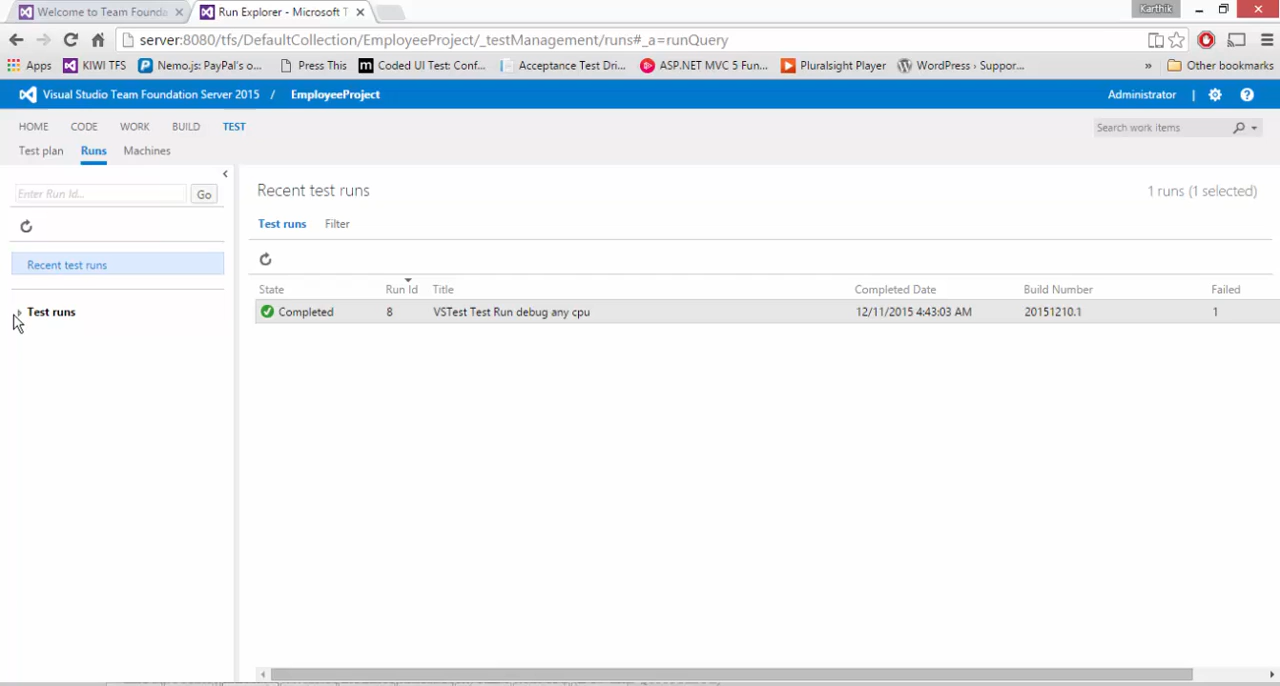 Welcome to Team Founda
Run Explorer - Microsoft T
Karthik
server:8080/tfs/DefaultCollection/EmployeeProject/_testManagement/runs#_a=runQuery
Apps KIWI TFS Nemo.js: PayPal's o... Press This Coded UI Test: Conf... Acceptance Test Dri... ASP.NET MVC 5 Fun... Pluralsight Player WordPress › Suppor... » Other bookmarks
Visual Studio Team Foundation Server 2015 / EmployeeProject Administrator |
HOME CODE WORK BUILD TEST
Search work items
Test plan Runs Machines
Enter Run Id... Go
Recent test runs 1 runs (1 selected)
Test runs Filter
Recent test runs
State Run Id Title Completed Date Build Number Failed
Test runs
Completed 8 VSTest Test Run debug any cpu 12/11/2015 4:43:03 AM 20151210.1 1